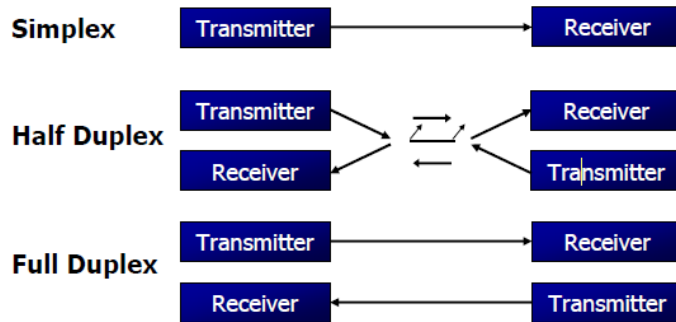 Simplex Transmitter Receiver
Transmitter Receiver
Half Duplex
Receiver Transmitter
Transmitter Receiver
Full Duplex
Receiver Transmitter